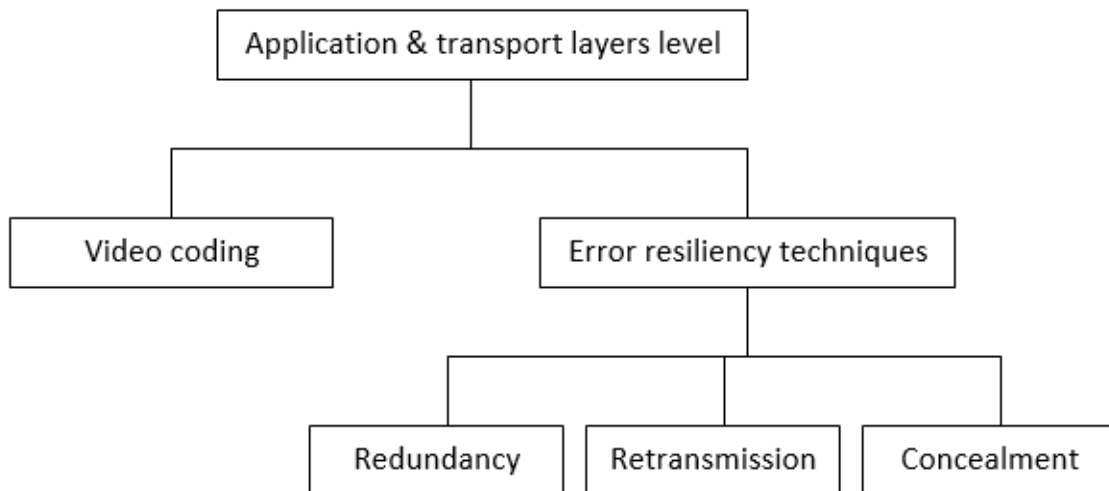 Application & transport layers level
Video coding
Error resiliency techniques
Redundancy
Retransmission
Concealment